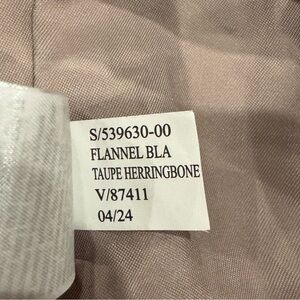 S/539630-00
FLANNEL BLA
TAUPE HERRINGBONE
V/87411
04/24